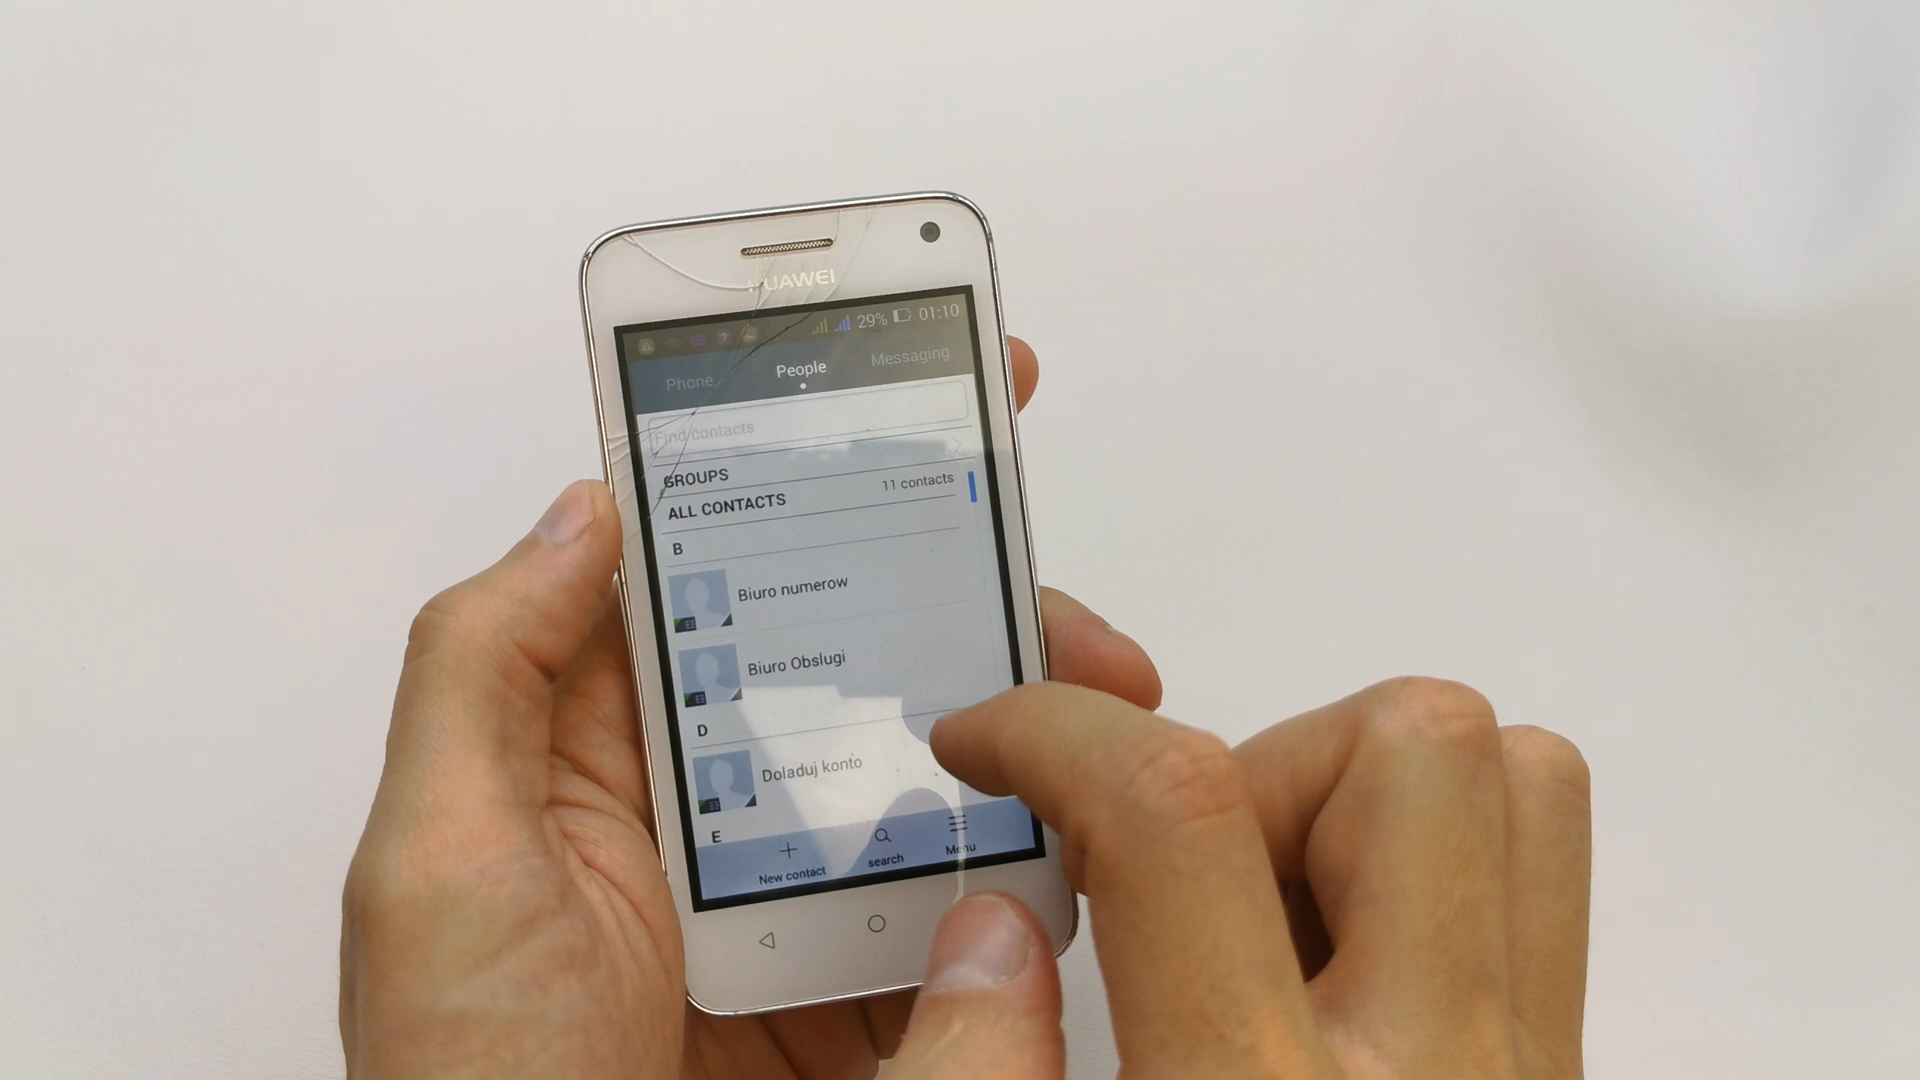 HUAWEI
29% 01:10
Phone People Messaging
Find contacts
GROUPS
ALL CONTACTS 11 contacts
B
Biuro numerow
Biuro Obslugi
D
Doladuj konto
E
New contact search Menu